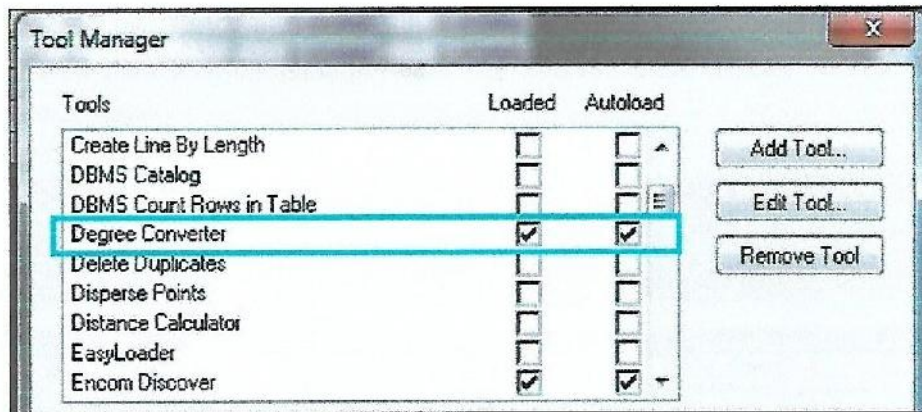 Tool Manager
X
Tools Loaded Autoload
Create Line By Length
DBMS Catalog
DBMS Count Rows in Table
Degree Converter
Delete Duplicates
Disperse Points
Distance Calculator
EasyLoader
Encom Discover
Add Tool...
Edit Tool...
Remove Tool